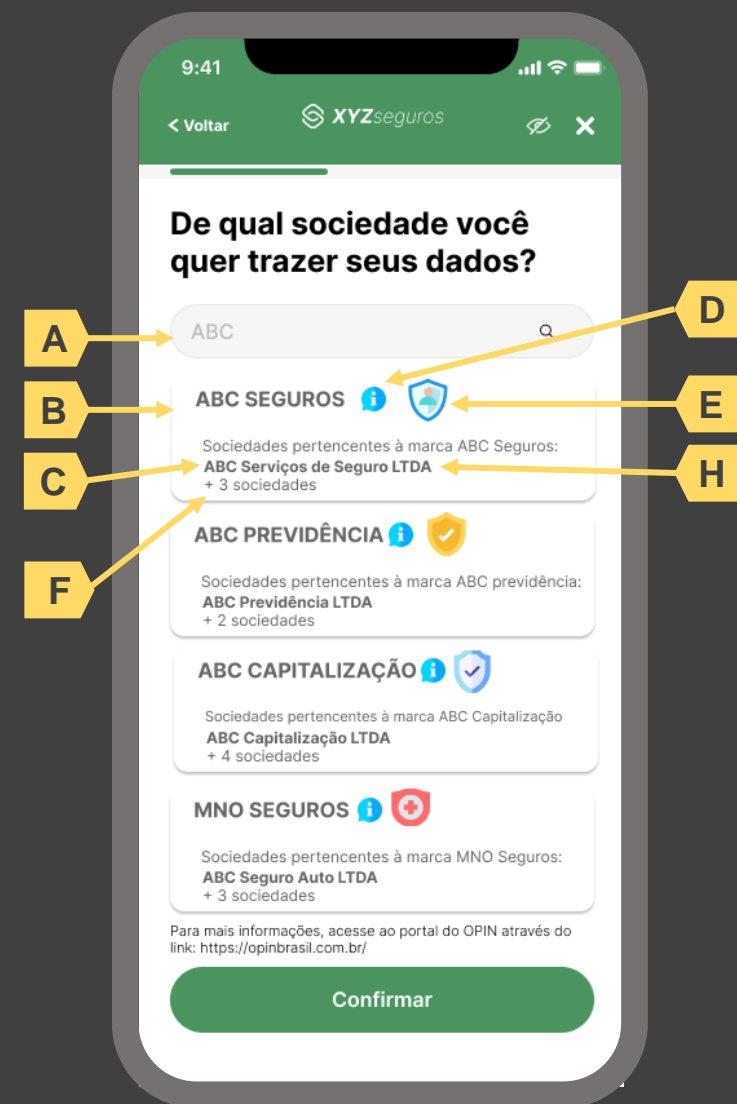 9:41
< Voltar
XYZseguros
De qual sociedade você
quer trazer seus dados?
A
ABC
D
B
ABC SEGUROS
E
Sociedades pertencentes à marca ABC Seguros:
C
ABC Serviços de Seguro LTDA
H
+ 3 sociedades
F
ABC PREVIDÊNCIA
Sociedades pertencentes à marca ABC previdência:
ABC Previdência LTDA
+ 2 sociedades
ABC CAPITALIZAÇÃO
Sociedades pertencentes à marca ABC Capitalização
ABC Capitalização LTDA
+ 4 sociedades
MNO SEGUROS
Sociedades pertencentes à marca MNO Seguros:
ABC Seguro Auto LTDA
+ 3 sociedades
Para mais informações, acesse ao portal do OPIN através do
link: https://opinbrasil.com.br/
Confirmar